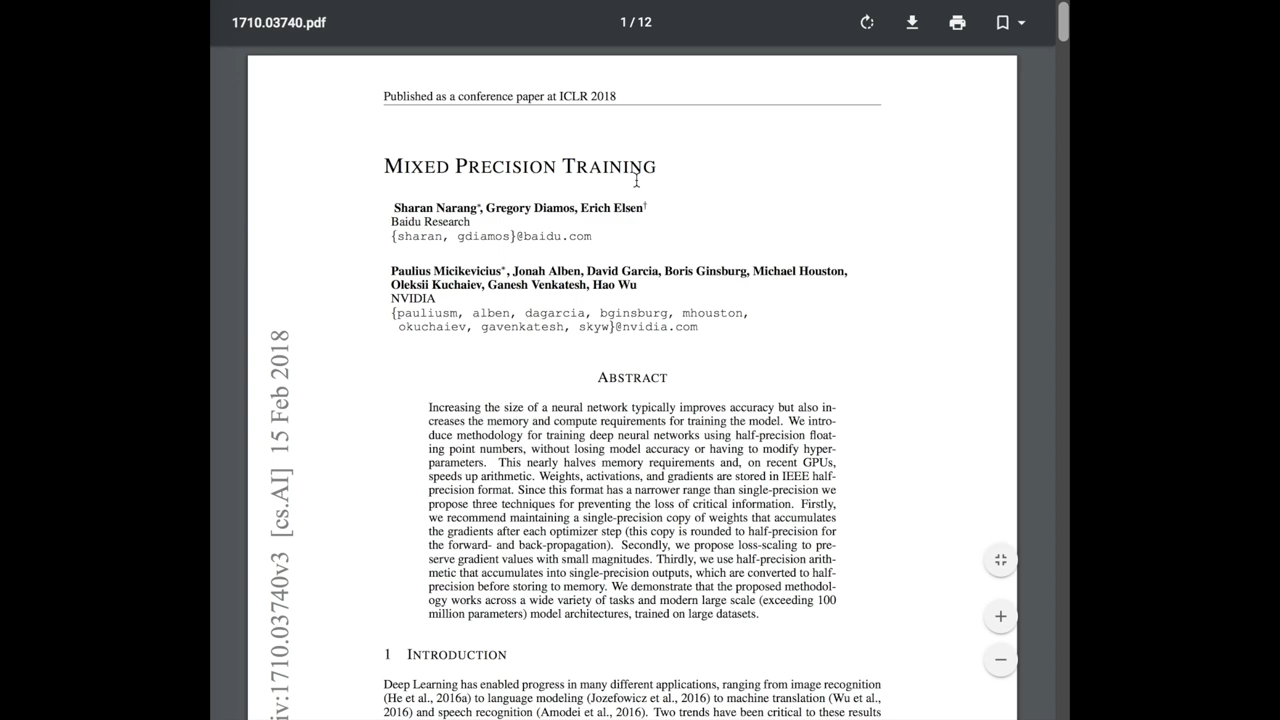 1710.03740.pdf
1 / 12
Published as a conference paper at ICLR 2018
MIXED PRECISION TRAINING
Sharan Narang*, Gregory Diamos, Erich Elsen†
Baidu Research
{sharan, gdiamos}@baidu.com
Paulius Micikevicius*, Jonah Alben, David Garcia, Boris Ginsburg, Michael Houston,
Oleksii Kuchaiev, Ganesh Venkatesh, Hao Wu
NVIDIA
{pauliusm, alben, dagarcia, bginsburg, mhouston,
okuchaiev, gavenkatesh, skyw}@nvidia.com
ABSTRACT
Increasing the size of a neural network typically improves accuracy but also in-
creases the memory and compute requirements for training the model. We intro-
duce methodology for training deep neural networks using half-precision float-
ing point numbers, without losing model accuracy or having to modify hyper-
parameters. This nearly halves memory requirements and, on recent GPUs,
speeds up arithmetic. Weights, activations, and gradients are stored in IEEE half-
precision format. Since this format has a narrower range than single-precision we
propose three techniques for preventing the loss of critical information. Firstly,
we recommend maintaining a single-precision copy of weights that accumulates
the gradients after each optimizer step (this copy is rounded to half-precision for
the forward- and back-propagation). Secondly, we propose loss-scaling to pre-
serve gradient values with small magnitudes. Thirdly, we use half-precision arith-
metic that accumulates into single-precision outputs, which are converted to half-
precision before storing to memory. We demonstrate that the proposed methodol-
ogy works across a wide variety of tasks and modern large scale (exceeding 100
million parameters) model architectures, trained on large datasets.
1 INTRODUCTION
Deep Learning has enabled progress in many different applications, ranging from image recognition
(He et al., 2016a) to language modeling (Jozefowicz et al., 2016) to machine translation (Wu et al.,
2016) and speech recognition (Amodei et al., 2016). Two trends have been critical to these results
iv:1710.03740v3 [cs.AI] 15 Feb 2018